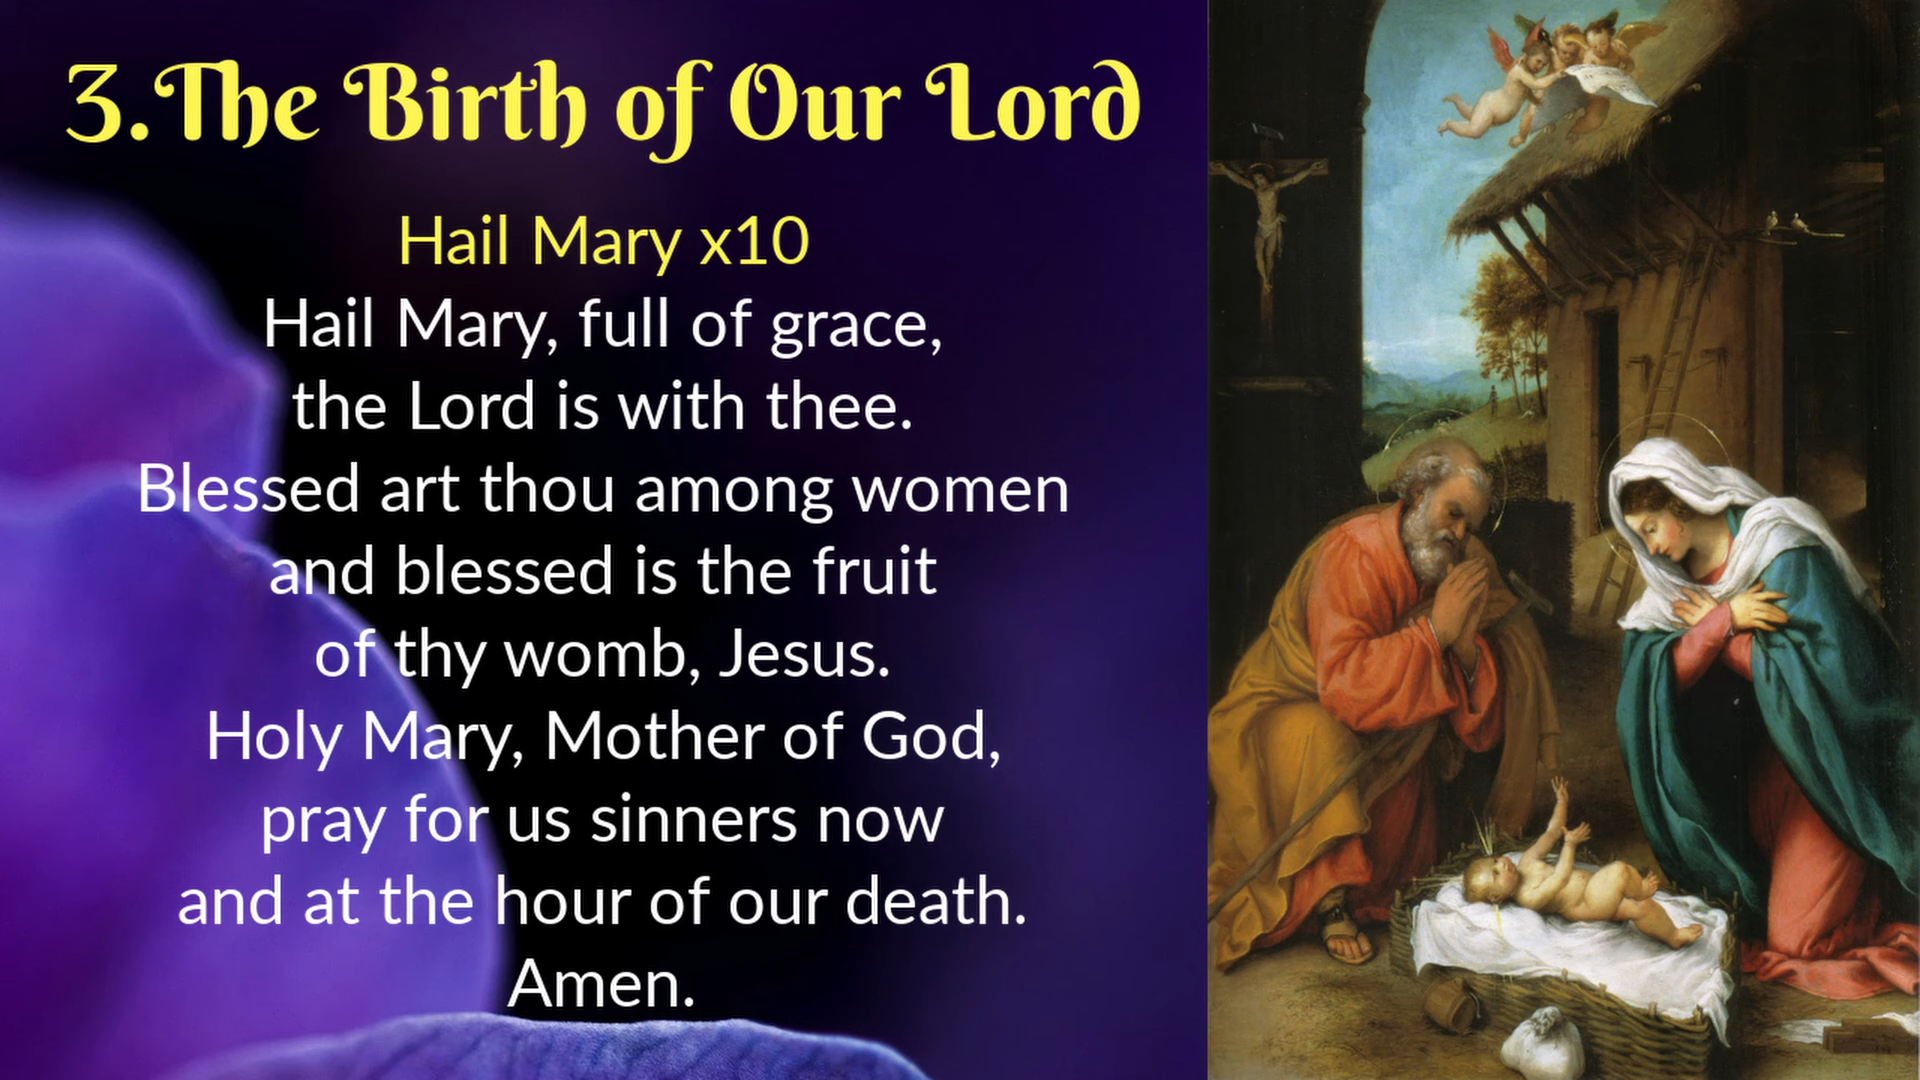 3.The Birth of Our Lord
Hail Mary x10
Hail Mary, full of grace,
the Lord is with thee.
Blessed art thou among women
and blessed is the fruit
of thy womb, Jesus.
Holy Mary, Mother of God,
pray for us sinners now
and at the hour of our death.
Amen.